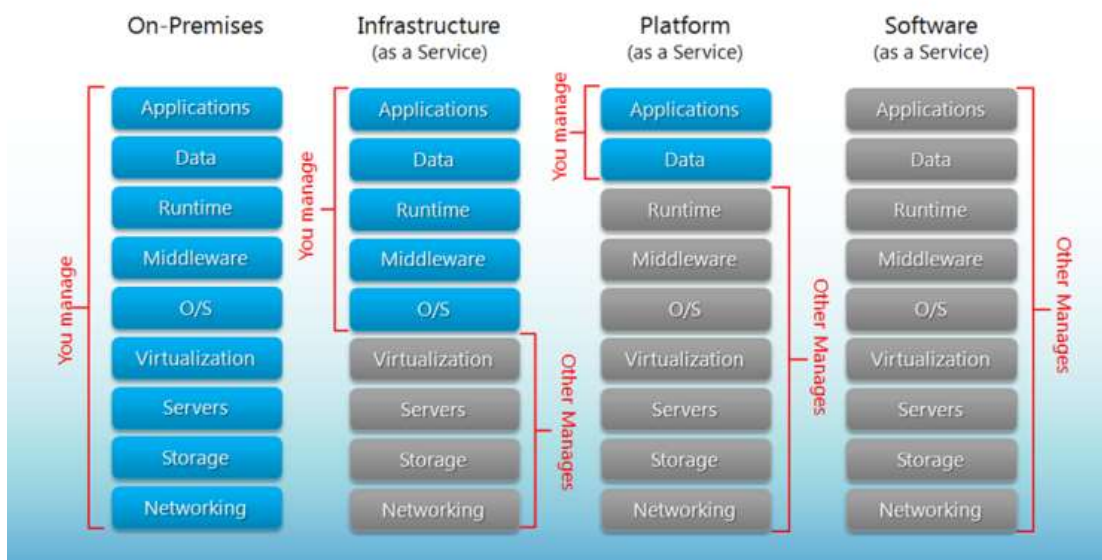 On-Premises
Infrastructure
(as a Service)
Platform
(as a Service)
Software
(as a Service)
You manage
Applications
Data
Runtime
Middleware
O/S
Virtualization
Servers
Storage
Networking
You manage
Applications
Data
Runtime
Middleware
O/S
Virtualization
Servers
Storage
Networking
Other Manages
You manage
Applications
Data
Runtime
Middleware
O/S
Virtualization
Servers
Storage
Networking
Other Manages
Applications
Data
Runtime
Middleware
O/S
Virtualization
Servers
Storage
Networking
Other Manages